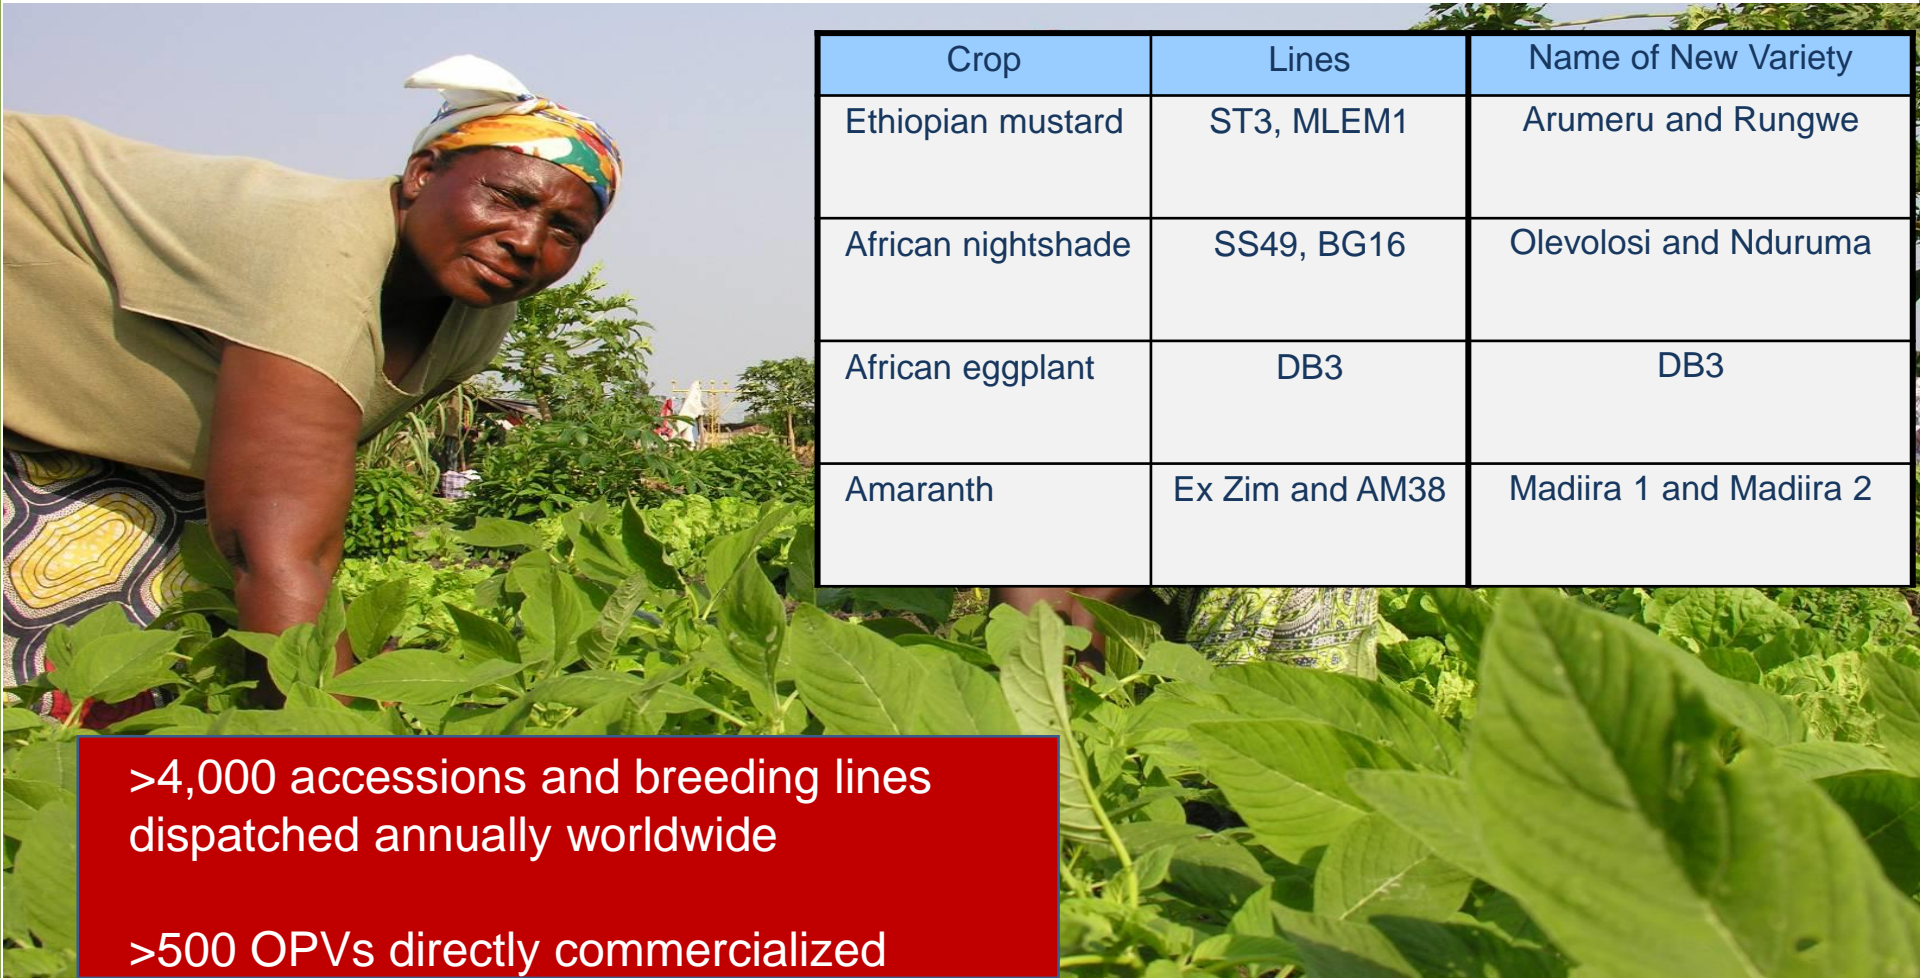 Crop Lines Name of New Variety
Ethiopian mustard ST3, MLEM1 Arumeru and Rungwe
African nightshade SS49, BG16 Olevolosi and Nduruma
African eggplant DB3 DB3
Amaranth Ex Zim and AM38 Madiira 1 and Madiira 2
>4,000 accessions and breeding lines
dispatched annually worldwide
>500 OPVs directly commercialized